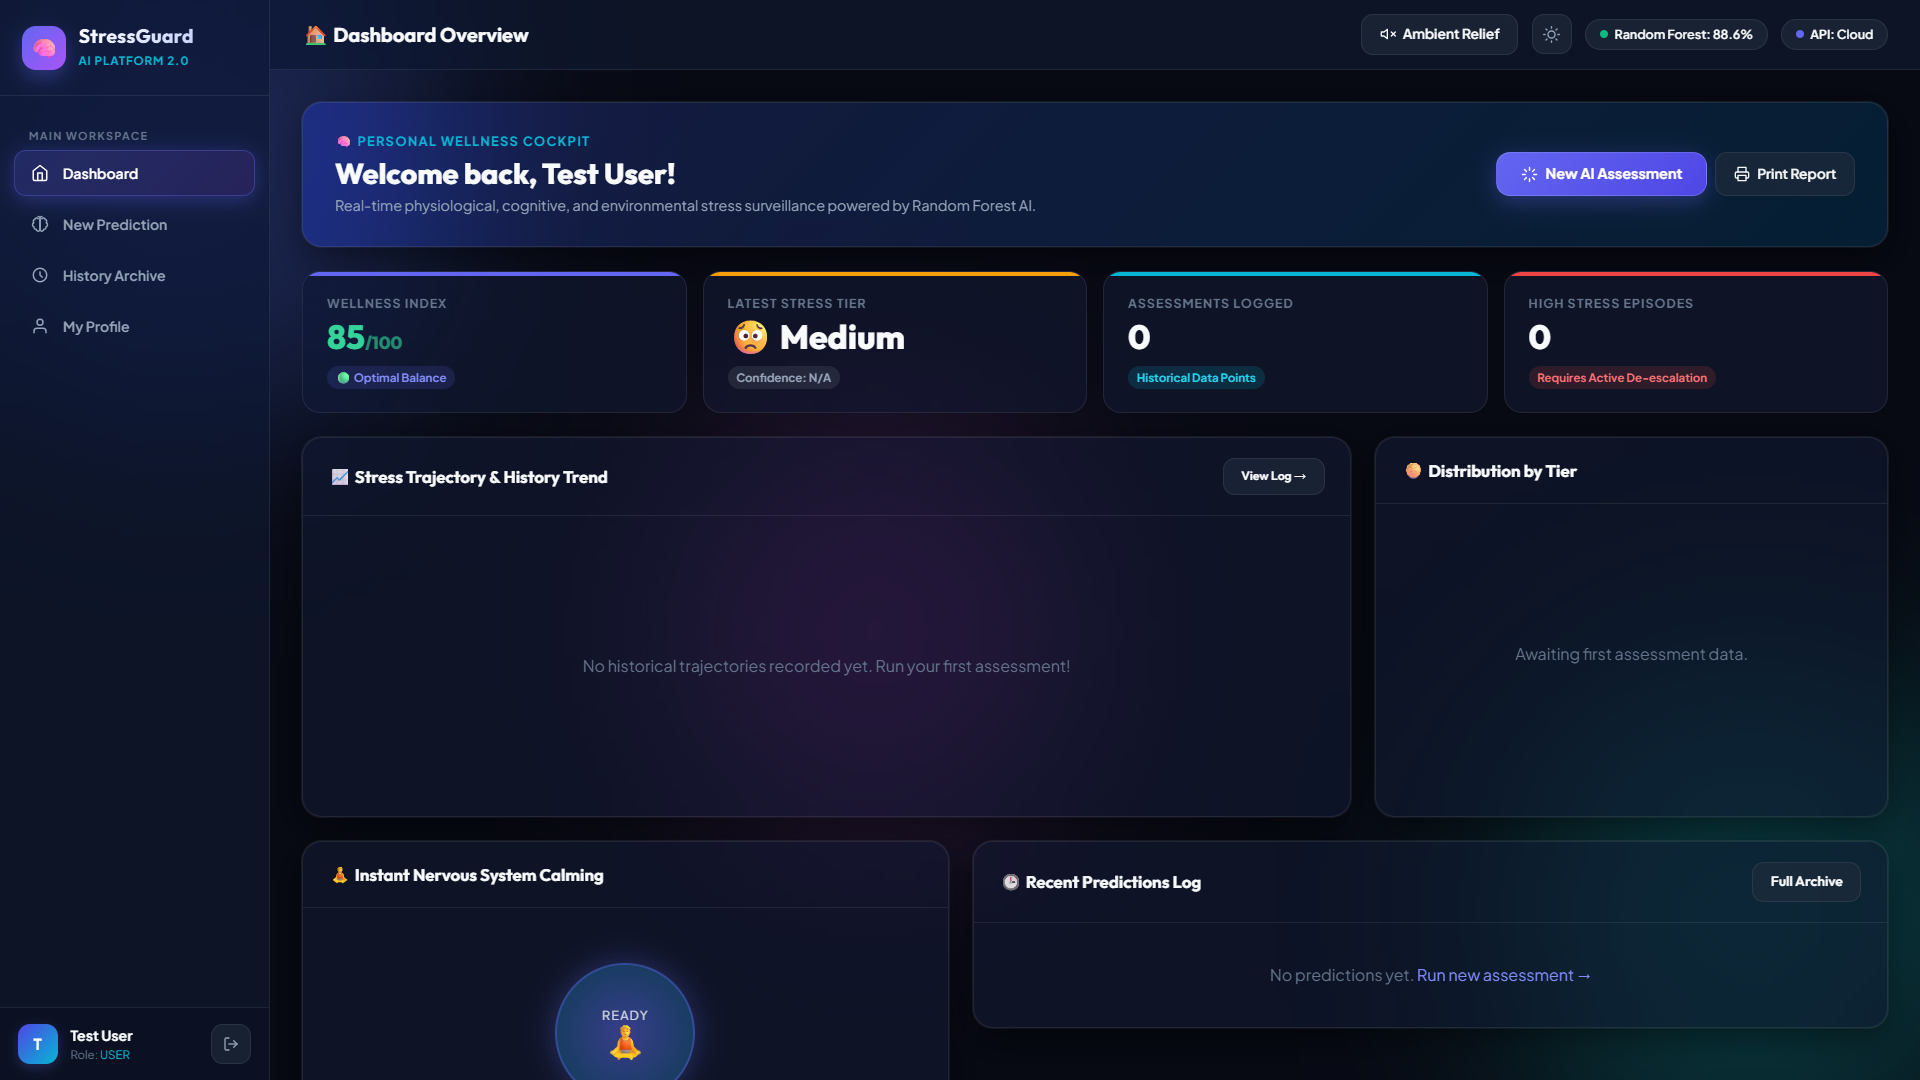 StressGuard
AI PLATFORM 2.0
MAIN WORKSPACE
Dashboard
New Prediction
History Archive
My Profile
Test User
Role: USER
T
Dashboard Overview
Ambient Relief
Random Forest: 88.6%
API: Cloud
PERSONAL WELLNESS COCKPIT
Welcome back, Test User!
Real-time physiological, cognitive, and environmental stress surveillance powered by Random Forest AI.
New AI Assessment
Print Report
WELLNESS INDEX
85/100
Optimal Balance
LATEST STRESS TIER
Medium
Confidence: N/A
ASSESSMENTS LOGGED
0
Historical Data Points
HIGH STRESS EPISODES
0
Requires Active De-escalation
Stress Trajectory & History Trend
View Log →
No historical trajectories recorded yet. Run your first assessment!
Distribution by Tier
Awaiting first assessment data.
Instant Nervous System Calming
READY
Recent Predictions Log
Full Archive
No predictions yet. Run new assessment →